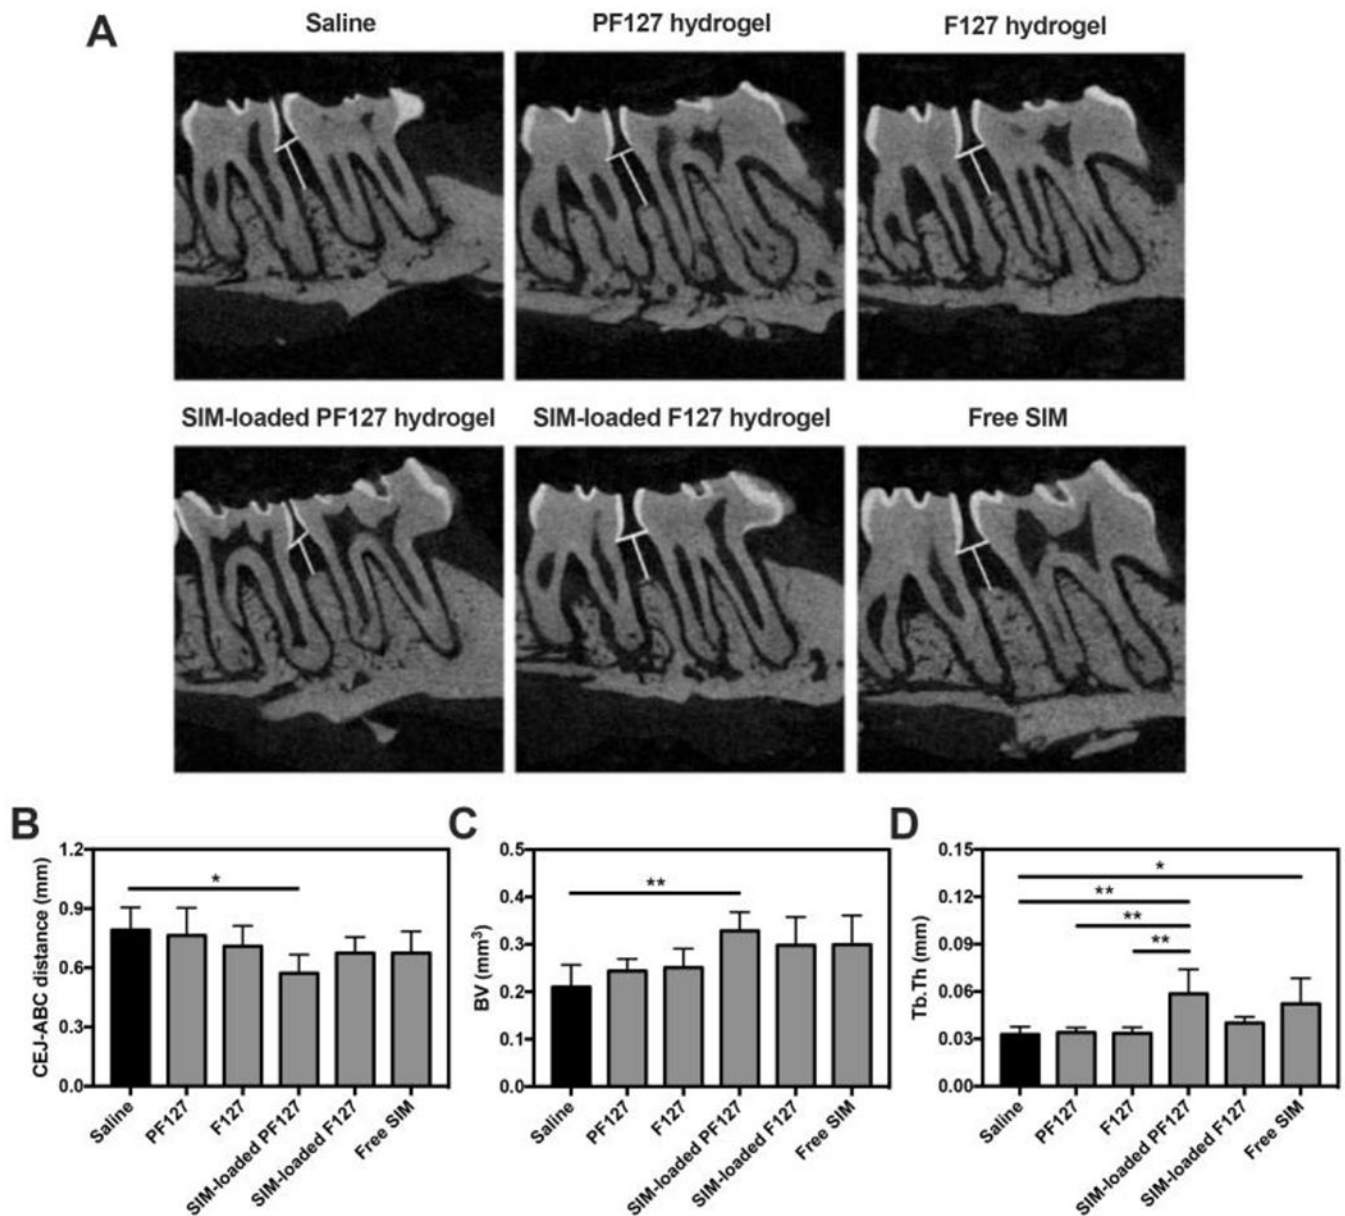 A
Saline
PF127 hydrogel
F127 hydrogel
SIM-loaded PF127 hydrogel
SIM-loaded F127 hydrogel
Free SIM
B
CEJ-ABC distance (mm)
1.2
0.9
0.6
0.3
0.0
*
Saline
PF127
F127
SIM-loaded PF127
SIM-loaded F127
Free SIM
C
BV (mm³)
0.5
0.4
0.3
0.2
0.1
0.0
**
Saline
PF127
F127
SIM-loaded PF127
SIM-loaded F127
Free SIM
D
Tb.Th (mm)
0.15
0.12
0.09
0.06
0.03
0.00
*
**
**
**
Saline
PF127
F127
SIM-loaded PF127
SIM-loaded F127
Free SIM